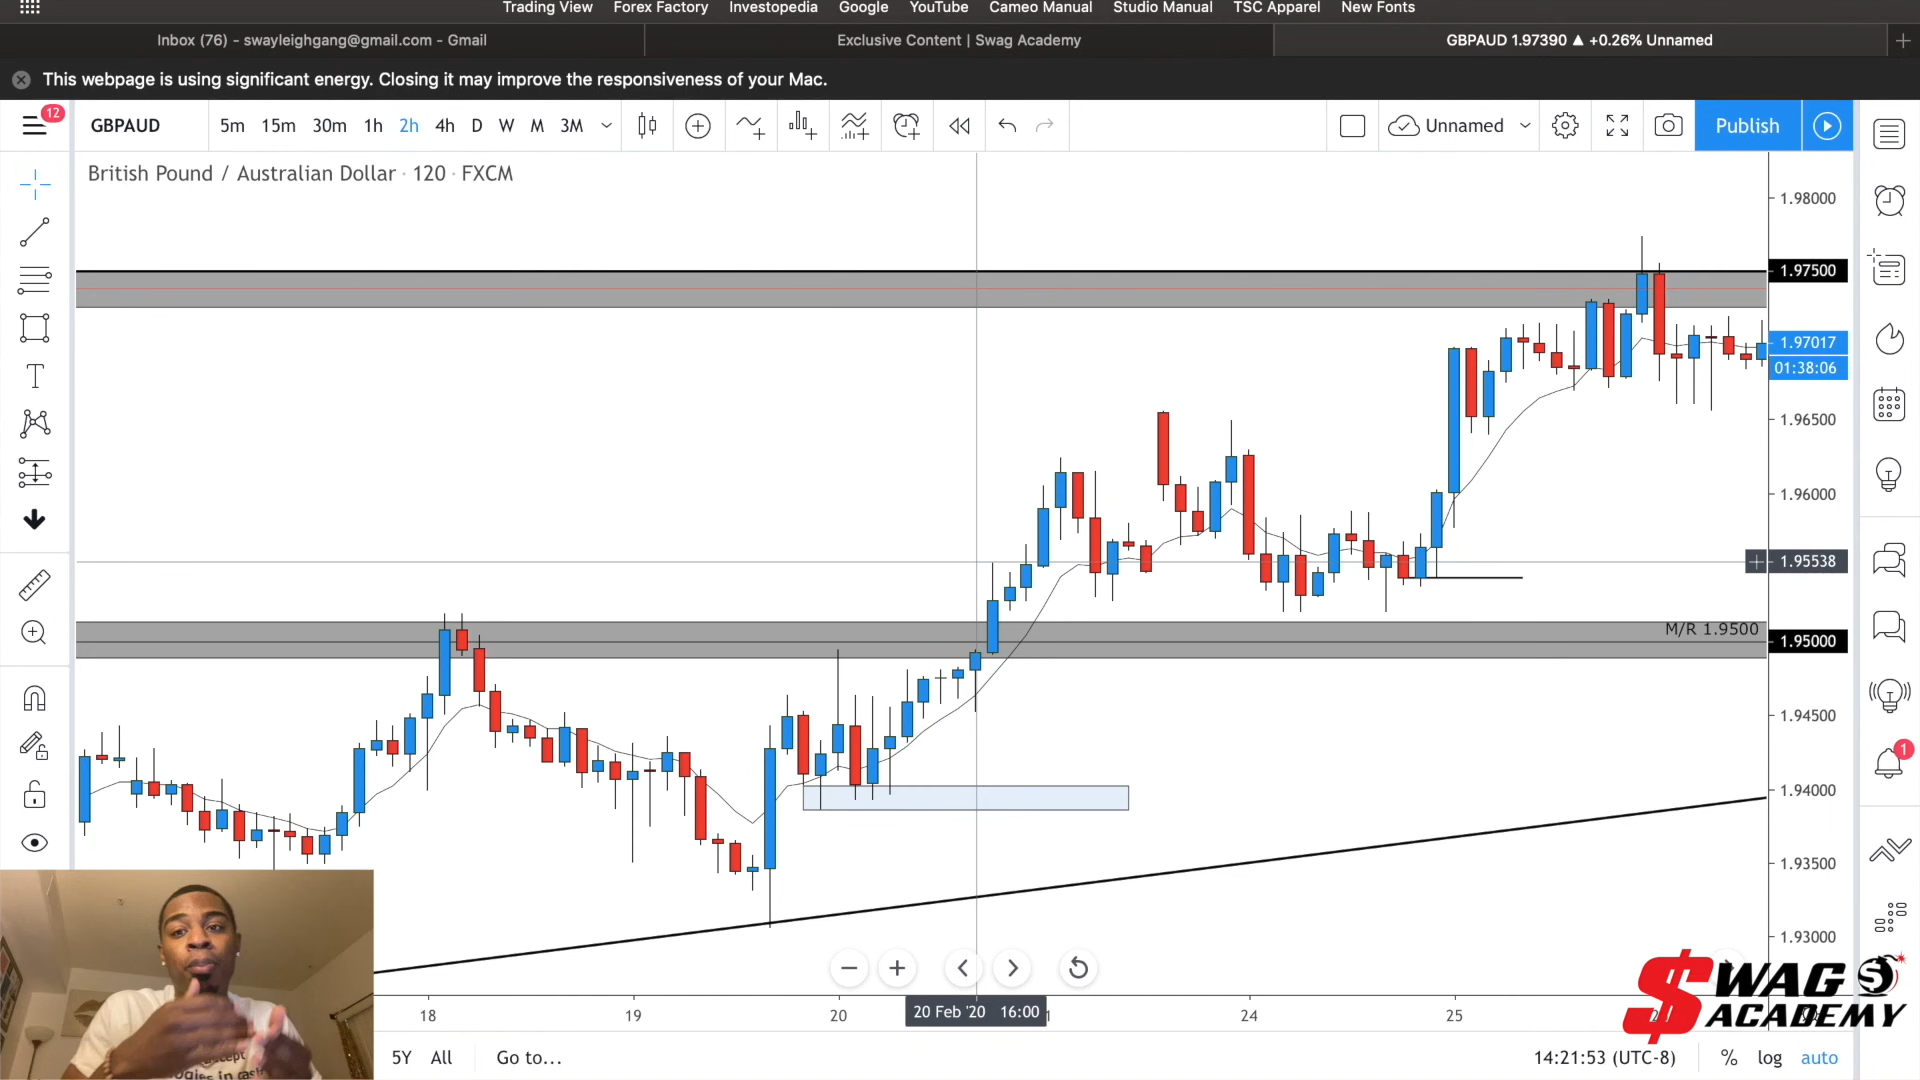 Trading View Forex Factory Investopedia Google YouTube Cameo Manual Studio Manual TSC Apparel New Fonts
Inbox (76) - swayleighgang@gmail.com - Gmail
Exclusive Content | Swag Academy
GBPAUD 1.97390 ▲ +0.26% Unnamed
This webpage is using significant energy. Closing it may improve the responsiveness of your Mac.
12
GBPAUD 5m 15m 30m 1h 2h 4h D W M 3M
Unnamed
Publish
British Pound / Australian Dollar · 120 · FXCM
1.98000
1.97500
1.97017
01:38:06
1.96500
1.96000
1.95538
M/R 1.9500
1.95000
1.94500
1.94000
1.93500
1.93000
1
18 19 20
20 Feb '20 16:00
24 25
$WAG
ACADEMY
5Y All Go to...
14:21:53 (UTC-8) % log auto